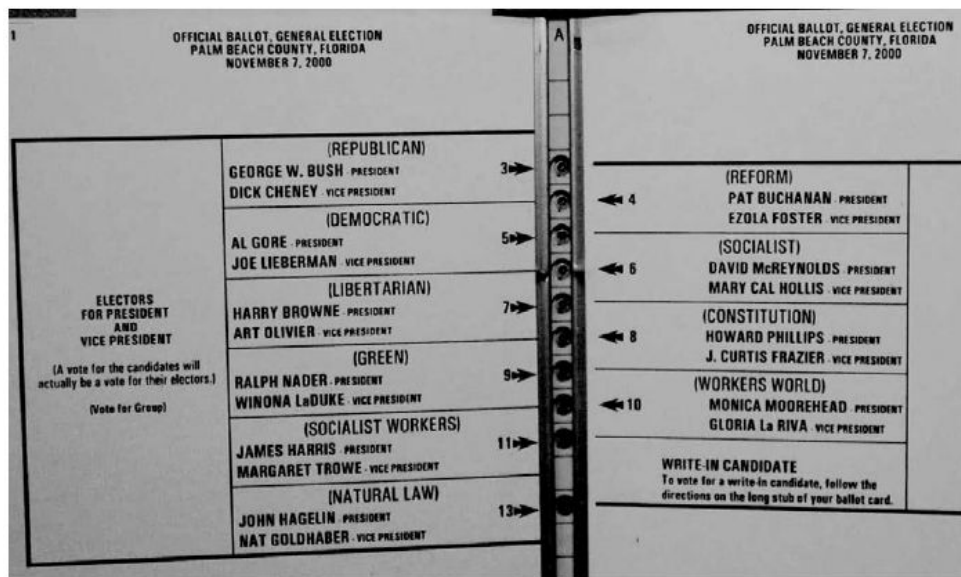 1
OFFICIAL BALLOT, GENERAL ELECTION
PALM BEACH COUNTY, FLORIDA
NOVEMBER 7, 2000
ELECTORS
FOR PRESIDENT
AND
VICE PRESIDENT
(A vote for the candidates will
actually be a vote for their electors.)
(Vote for Group)
(REPUBLICAN)
GEORGE W. BUSH - PRESIDENT
DICK CHENEY - VICE PRESIDENT
3
(DEMOCRATIC)
AL GORE - PRESIDENT
JOE LIEBERMAN - VICE PRESIDENT
5
(LIBERTARIAN)
HARRY BROWNE - PRESIDENT
ART OLIVIER - VICE PRESIDENT
7
(GREEN)
RALPH NADER - PRESIDENT
WINONA LaDUKE - VICE PRESIDENT
9
(SOCIALIST WORKERS)
JAMES HARRIS - PRESIDENT
MARGARET TROWE - VICE PRESIDENT
11
(NATURAL LAW)
JOHN HAGELIN - PRESIDENT
NAT GOLDHABER - VICE PRESIDENT
13
A
OFFICIAL BALLOT, GENERAL ELECTION
PALM BEACH COUNTY, FLORIDA
NOVEMBER 7, 2000
(REFORM)
4
PAT BUCHANAN - PRESIDENT
EZOLA FOSTER - VICE PRESIDENT
(SOCIALIST)
6
DAVID McREYNOLDS - PRESIDENT
MARY CAL HOLLIS - VICE PRESIDENT
(CONSTITUTION)
8
HOWARD PHILLIPS - PRESIDENT
J. CURTIS FRAZIER - VICE PRESIDENT
(WORKERS WORLD)
10
MONICA MOOREHEAD - PRESIDENT
GLORIA La RIVA - VICE PRESIDENT
WRITE-IN CANDIDATE
To vote for a write-in candidate, follow the
directions on the long stub of your ballot card.